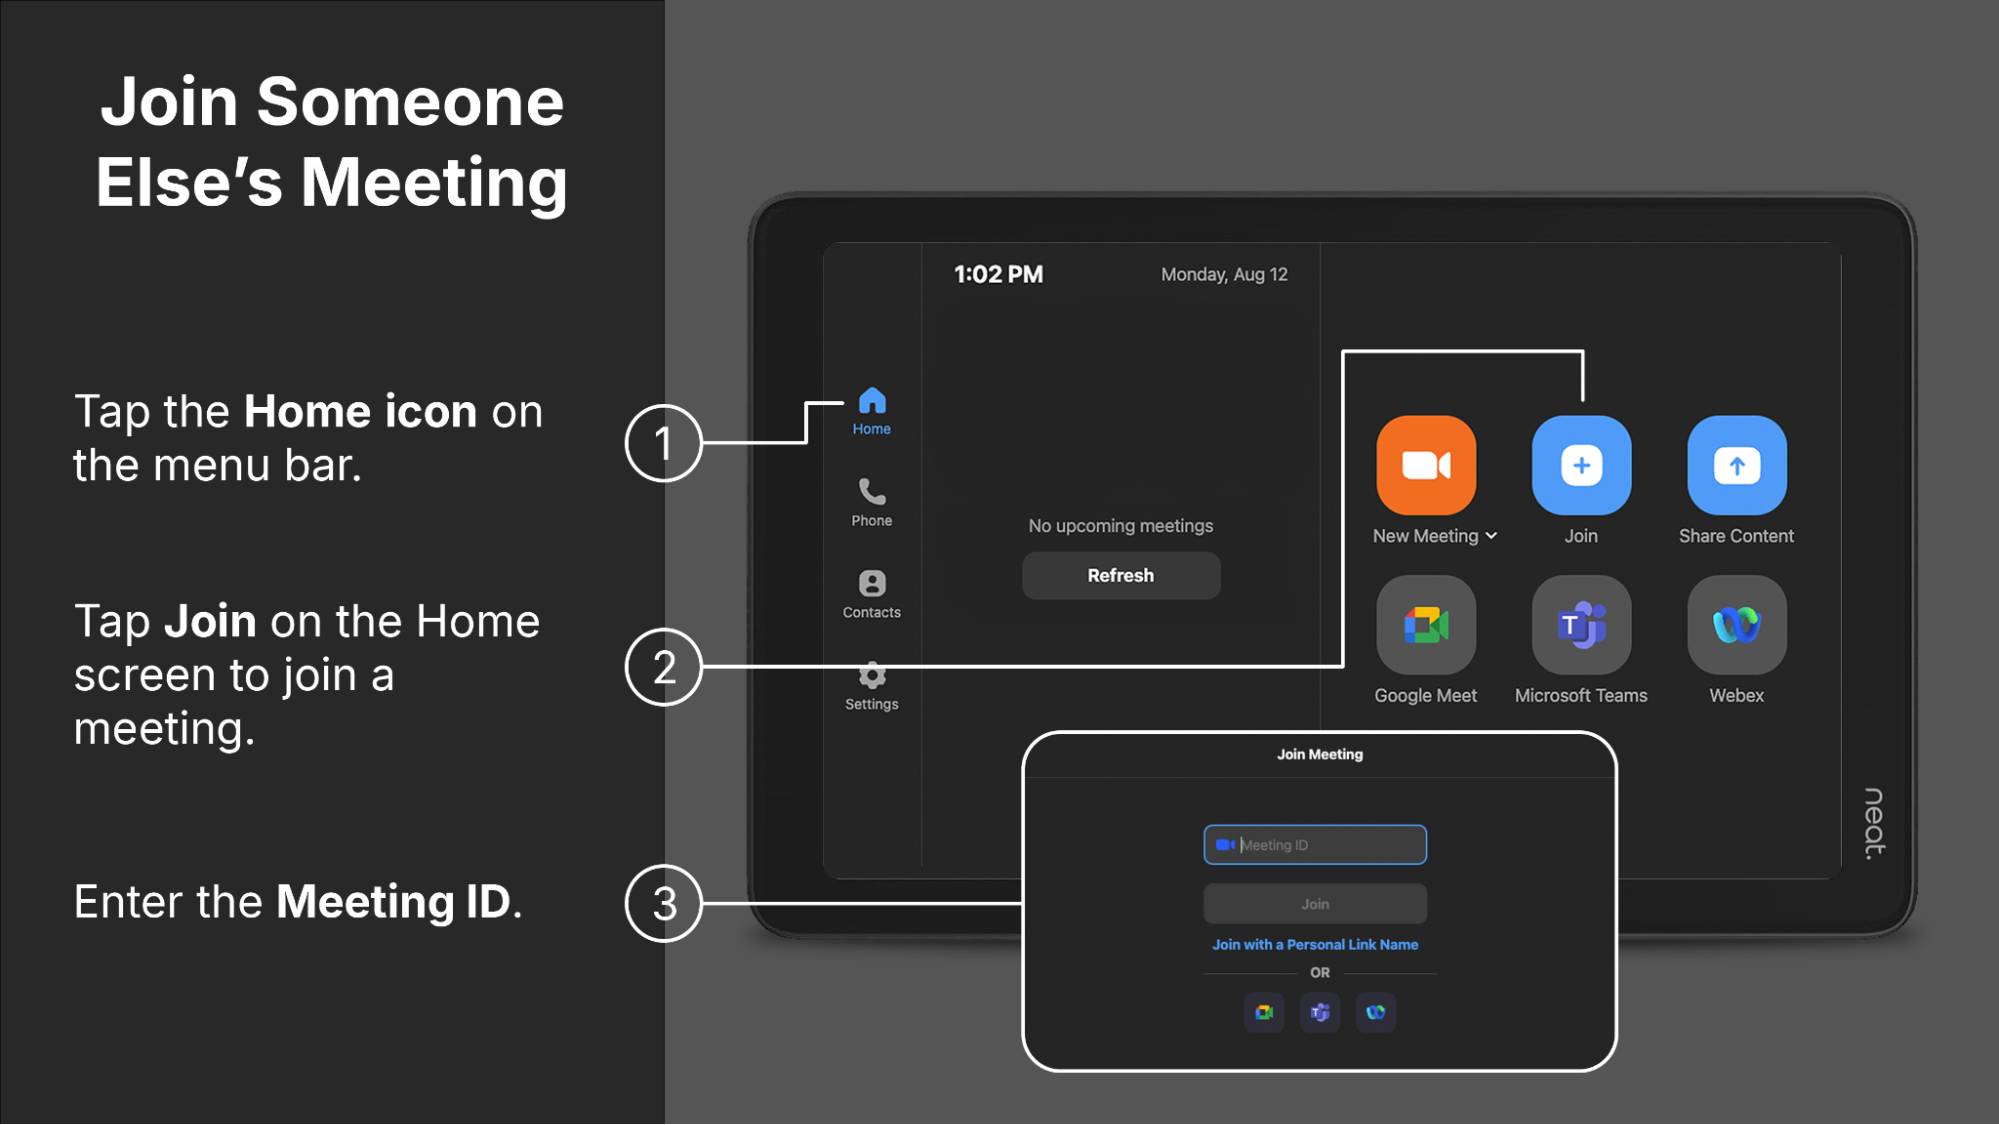 Join Someone
Else’s Meeting
Tap the Home icon on
the menu bar.
1
Tap Join on the Home
screen to join a
meeting.
2
Enter the Meeting ID.
3
1:02 PM
Monday, Aug 12
Home
Phone
Contacts
Settings
No upcoming meetings
Refresh
New Meeting
Join
Share Content
T
Google Meet
Microsoft Teams
Webex
neat.
Join Meeting
Meeting ID
Join
Join with a Personal Link Name
OR
T